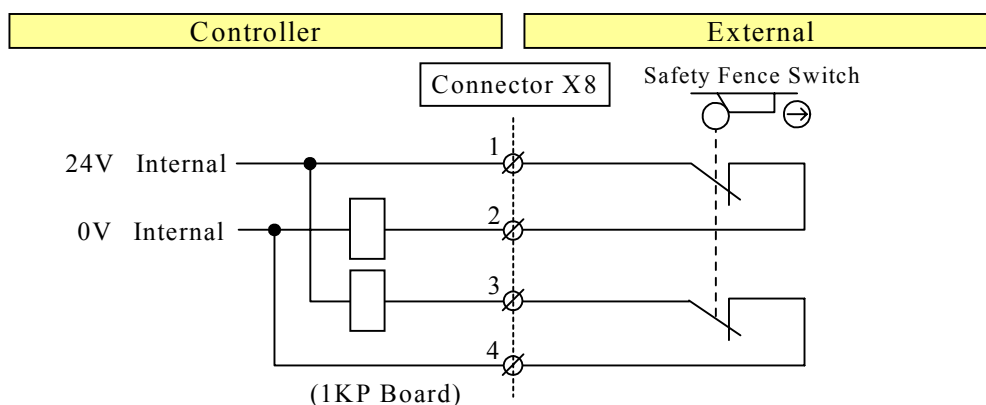 Controller
External
Connector X8
Safety Fence Switch
1
24V Internal
2
0V Internal
3
4
(1KP Board)